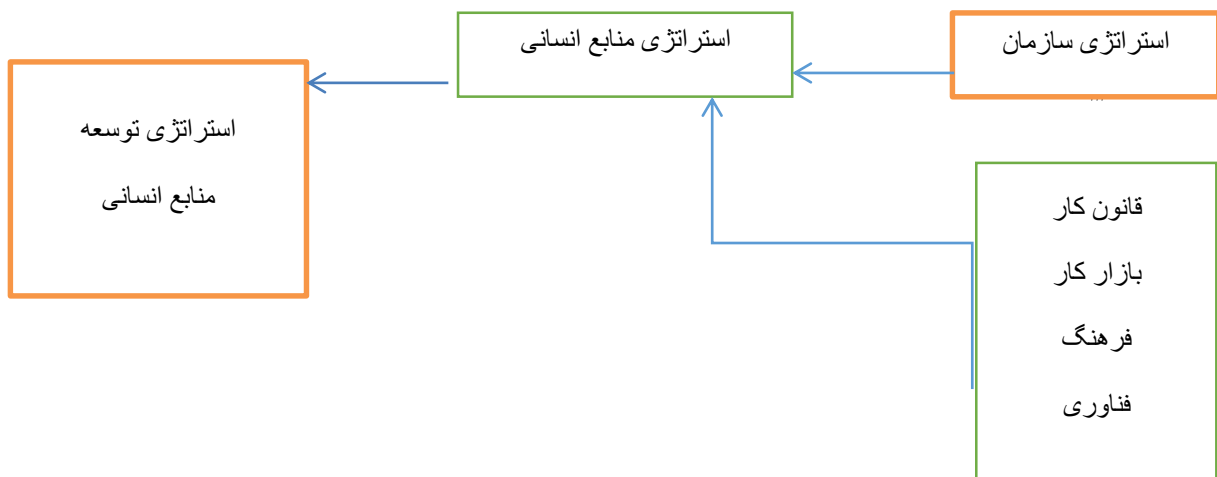 استراتژی سازمان
...
استراتژی منابع انسانی
استراتژی توسعه
منابع انسانی
قانون کار
بازار کار
فرهنگ
فناوری